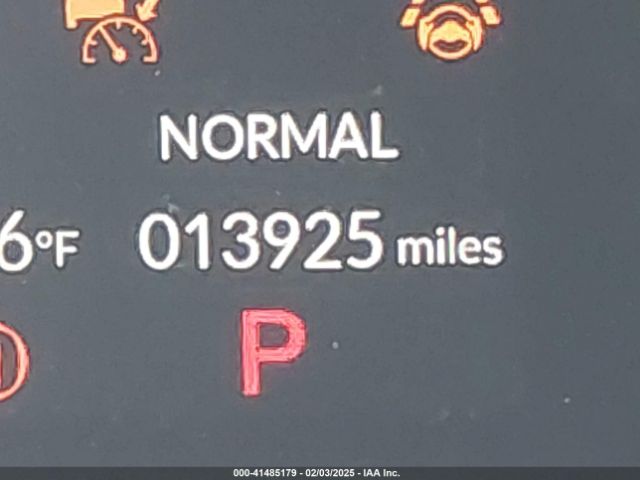 NORMAL
6°F 013925 miles
P
000-41485179 - 02/03/2025 - IAA Inc.